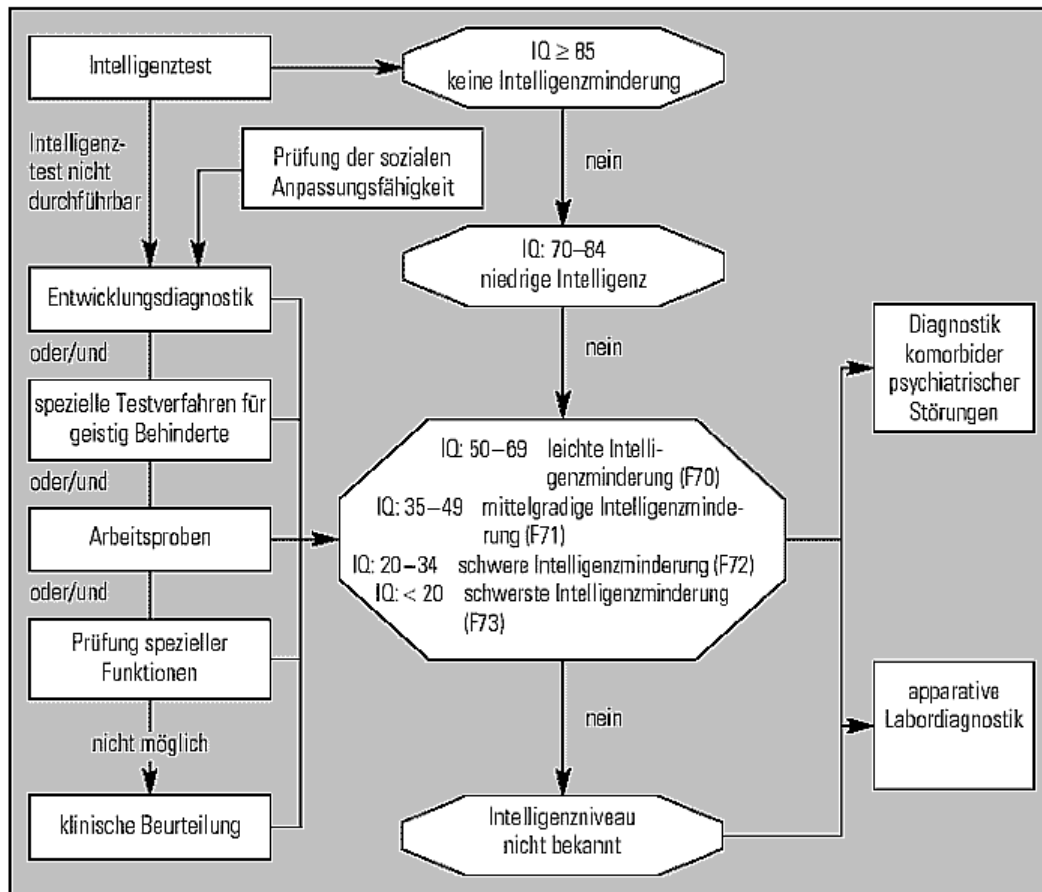 Intelligenztest
IQ ≥ 85
keine Intelligenzminderung
Intelligenz-
test nicht
durchführbar
Prüfung der sozialen
Anpassungsfähigkeit
nein
IQ: 70–84
niedrige Intelligenz
Entwicklungsdiagnostik
oder/und
nein
Diagnostik
komorbider
psychiatrischer
Störungen
spezielle Testverfahren für
geistig Behinderte
oder/und
IQ: 50–69 leichte Intelli-
genzminderung (F70)
IQ: 35–49 mittelgradige Intelligenzminde-
rung (F71)
IQ: 20–34 schwere Intelligenzminderung (F72)
IQ: < 20 schwerste Intelligenzminderung
(F73)
Arbeitsproben
oder/und
Prüfung spezieller
Funktionen
nicht möglich
klinische Beurteilung
nein
apparative
Labordiagnostik
Intelligenzniveau
nicht bekannt